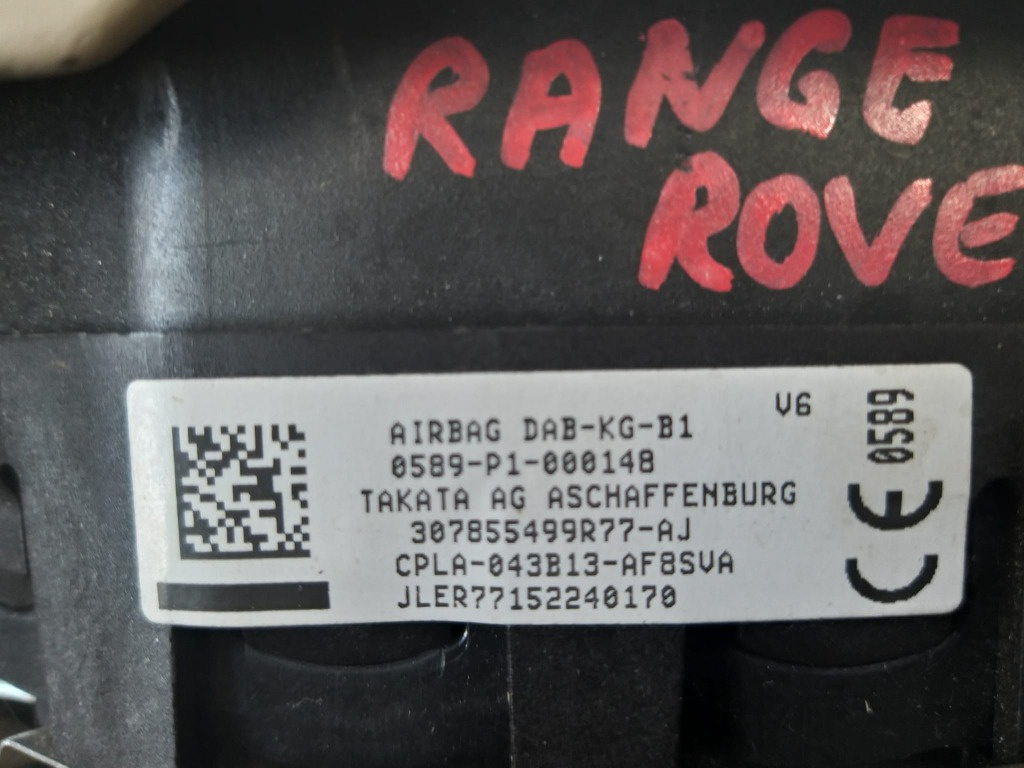 RANGE
ROVE
V6
AIRBAG DAB-KG-B1
0589-P1-000148
TAKATA AG ASCHAFFENBURG
307855499R77-AJ
CPLA-043B13-AF8SVA
JLER77152240170
CE 0589